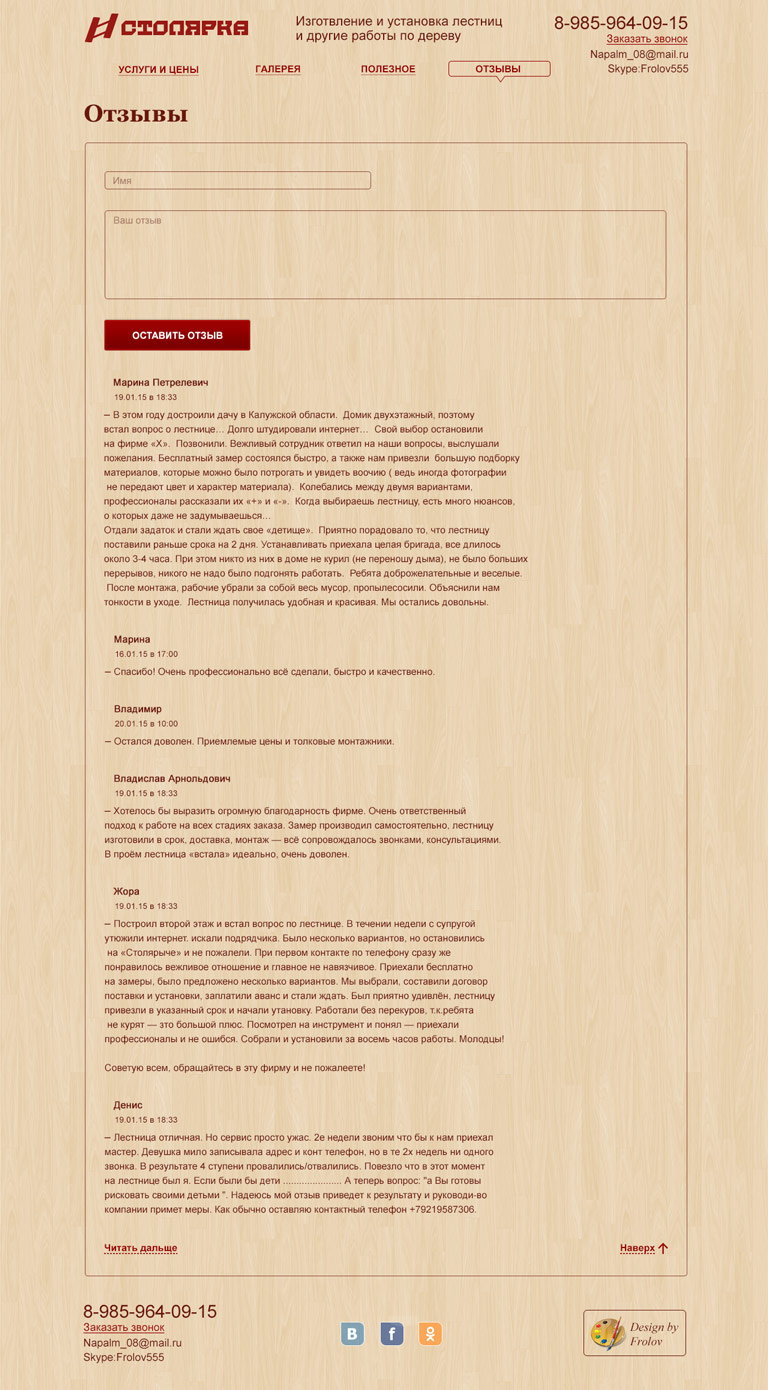 СТОЛЯРКА
Изготвление и установка лестниц
и другие работы по дереву
8-985-964-09-15
Заказать звонок
Napalm_08@mail.ru
Skype:Frolov555
УСЛУГИ И ЦЕНЫ
ГАЛЕРЕЯ
ПОЛЕЗНОЕ
ОТЗЫВЫ
Отзывы
Имя
Ваш отзыв
ОСТАВИТЬ ОТЗЫВ
Марина Петрелевич
19.01.15 в 18:33
– В этом году достроили дачу в Калужской области. Домик двухэтажный, поэтому
встал вопрос о лестнице... Долго штудировали интернет... Свой выбор остановили
на фирме «Х». Позвонили. Вежливый сотрудник ответил на наши вопросы, выслушали
пожелания. Бесплатный замер состоялся быстро, а также нам привезли большую подборку
материалов, которые можно было потрогать и увидеть воочию ( ведь иногда фотографии
не передают цвет и характер материала). Колебались между двумя вариантами,
профессионалы рассказали их «+» и «-». Когда выбираешь лестницу, есть много нюансов,
о которых даже не задумываешься...
Отдали задаток и стали ждать свое «детище». Приятно порадовало то, что лестницу
поставили раньше срока на 2 дня. Устанавливать приехала целая бригада, все длилось
около 3-4 часа. При этом никто из них в доме не курил (не переношу дыма), не было больших
перерывов, никого не надо было подгонять работать. Ребята доброжелательные и веселые.
После монтажа, рабочие убрали за собой весь мусор, пропылесосили. Объяснили нам
тонкости в уходе. Лестница получилась удобная и красивая. Мы остались довольны.
Марина
16.01.15 в 17:00
– Спасибо! Очень профессионально всё сделали, быстро и качественно.
Владимир
20.01.15 в 10:00
– Остался доволен. Приемлемые цены и толковые монтажники.
Владислав Арнольдович
19.01.15 в 18:33
– Хотелось бы выразить огромную благодарность фирме. Очень ответственный
подход к работе на всех стадиях заказа. Замер производил самостоятельно, лестницу
изготовили в срок, доставка, монтаж — всё сопровождалось звонками, консультациями.
В проём лестница «встала» идеально, очень доволен.
Жора
19.01.15 в 18:33
– Построил второй этаж и встал вопрос по лестнице. В течении недели с супругой
утюжили интернет. искали подрядчика. Было несколько вариантов, но остановились
на «Столярыче» и не пожалели. При первом контакте по телефону сразу же
понравилось вежливое отношение и главное не навязчивое. Приехали бесплатно
на замеры, было предложено несколько вариантов. Мы выбрали, составили договор
поставки и установки, заплатили аванс и стали ждать. Был приятно удивлён, лестницу
привезли в указанный срок и начали утановку. Работали без перекуров, т.к.ребята
не курят — зто большой плюс. Посмотрел на инструмент и понял — приехали
профессионалы и не ошибся. Собрали и установили за восемь часов работы. Молодцы!
Советую всем, обращайтесь в эту фирму и не пожалеете!
Денис
19.01.15 в 18:33
– Лестница отличная. Но сервис просто ужас. 2е недели звоним что бы к нам приехал
мастер. Девушка мило записывала адрес и конт телефон, но в те 2х недель ни одного
звонка. В результате 4 ступени провалились/отвалились. Повезло что в этот момент
на лестнице был я. Если были бы дети ...................... А теперь вопрос: "а Вы готовы
рисковать своими детьми ". Надеюсь мой отзыв приведет к результату и руководи-во
компании примет меры. Как обычно оставляю контактный телефон +79219587306.
Читать дальще
Наверх
8-985-964-09-15
Заказать звонок
Napalm_08@mail.ru
Skype:Frolov555
В
f
Design by
Frolov